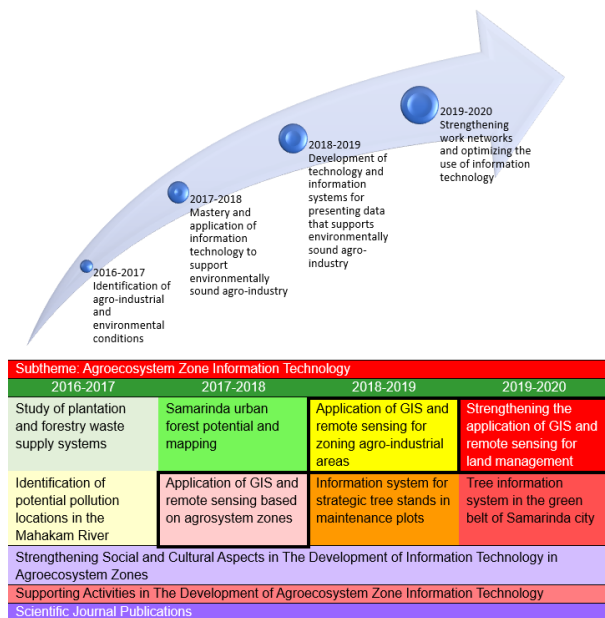 2019-2020
Strengthening
work networks
and optimizing the
use of information
technology
2018-2019
Development of
technology and
information
systems for
presenting data
that supports
environmentally
sound agro-
industry
2017-2018
Mastery and
application of
information
technology to
support
environmentally
sound agro-industry
2016-2017
Identification of
agro-industrial
and
environmental
conditions
Subtheme: Agroecosystem Zone Information Technology
2016-2017
2017-2018
2018-2019
2019-2020
Study of plantation
and forestry waste
supply systems
Samarinda urban
forest potential and
mapping
Application of GIS and
remote sensing for
zoning agro-industrial
areas
Strengthening the
application of GIS and
remote sensing for
land management
Identification of
potential pollution
locations in the
Mahakam River
Application of GIS and
remote sensing based
on agrosystem zones
Information system for
strategic tree stands in
maintenance plots
Tree information
system in the green
belt of Samarinda city
Strengthening Social and Cultural Aspects in The Development of Information Technology in
Agroecosystem Zones
Supporting Activities in The Development of Agroecosystem Zone Information Technology
Scientific Journal Publications